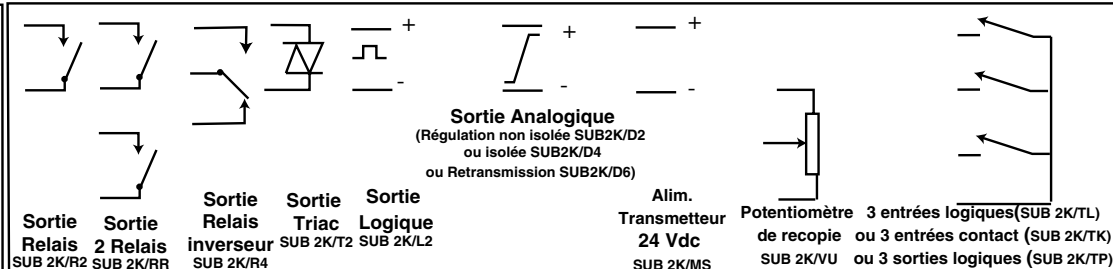 +
-
+
-
+
-
Sortie Analogique
(Régulation non isolée SUB2K/D2
ou isolée SUB2K/D4
ou Retransmission SUB2K/D6)
Sortie
Relais
SUB 2K/R2
Sortie
2 Relais
SUB 2K/RR
Sortie
Relais
inverseur
SUB 2K/R4
Sortie
Triac
SUB 2K/T2
Sortie
Logique
SUB 2K/L2
Alim.
Transmetteur
24 Vdc
SUB 2K/MS
Potentiomètre
de recopie
SUB 2K/VU
3 entrées logiques(SUB 2K/TL)
ou 3 entrées contact (SUB 2K/TK)
ou 3 sorties logiques (SUB 2K/TP)